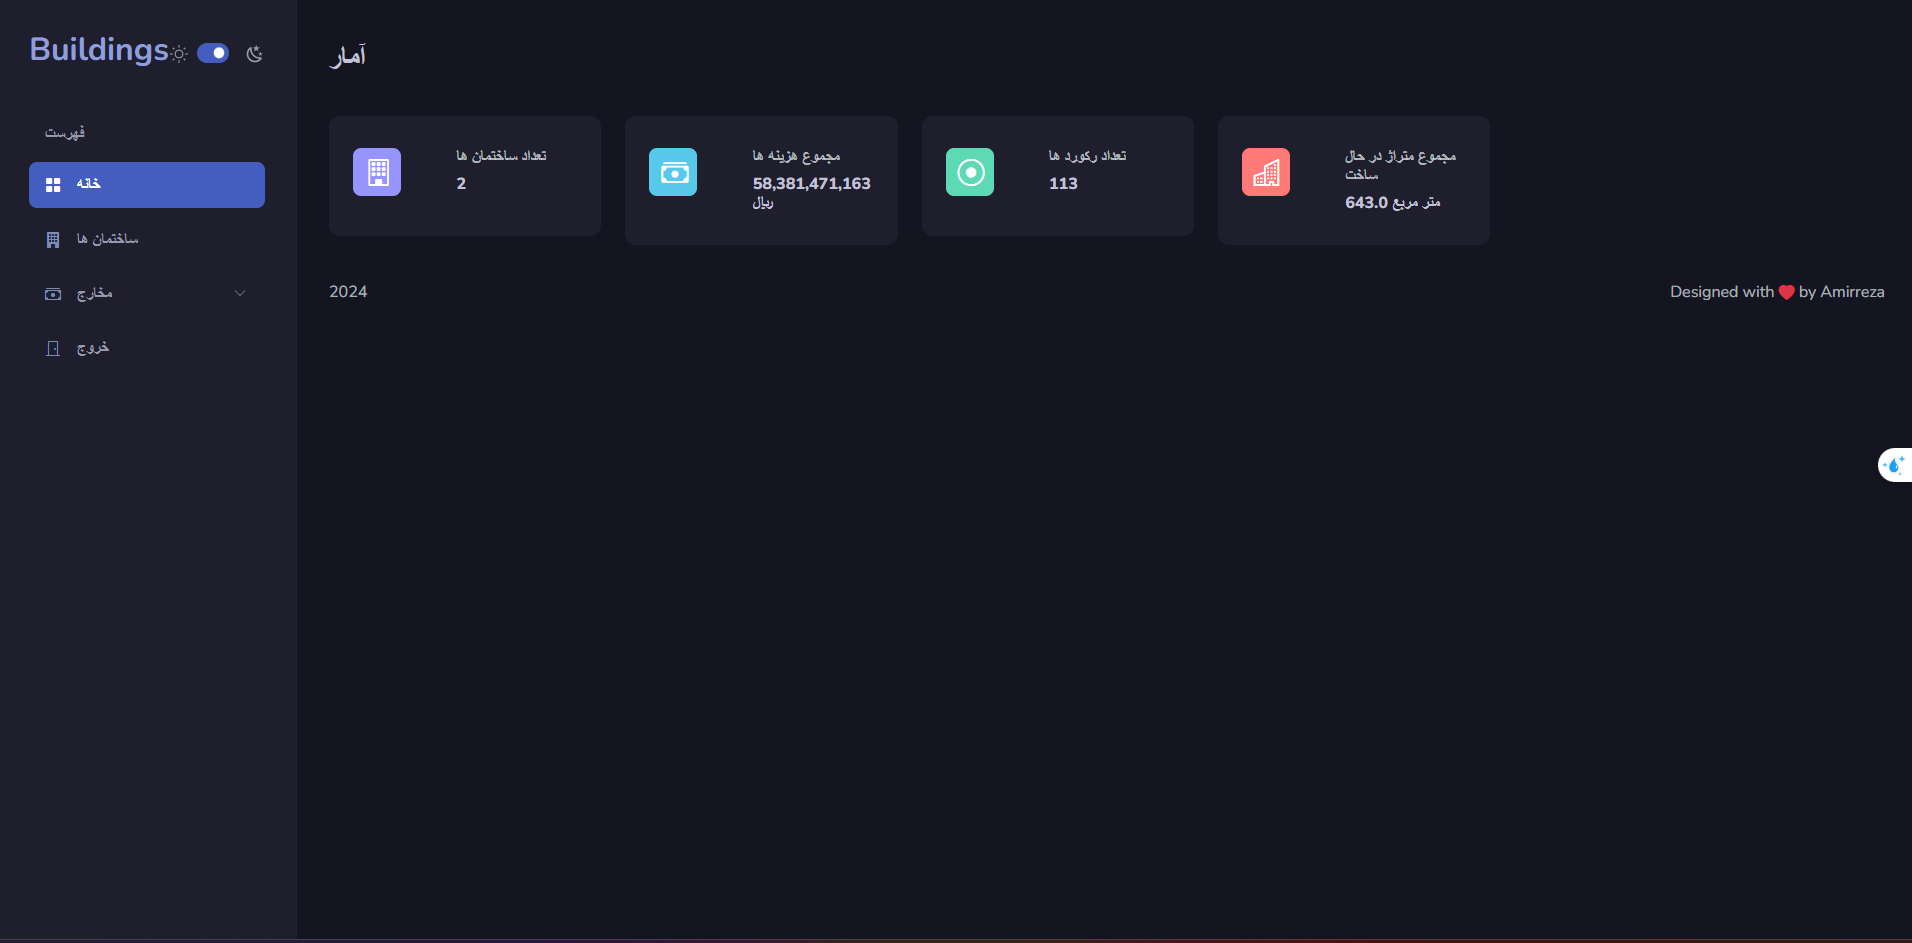 Buildings
فهرست
خانه
ساختمان ها
مخارج
خروج
آمار
تعداد ساختمان ها
2
مجموع هزینه ها
58,381,471,163
ریال
تعداد رکورد ها
113
مجموع متراژ در حال
ساخت
643.0 متر مربع
2024
Designed with ❤ by Amirreza